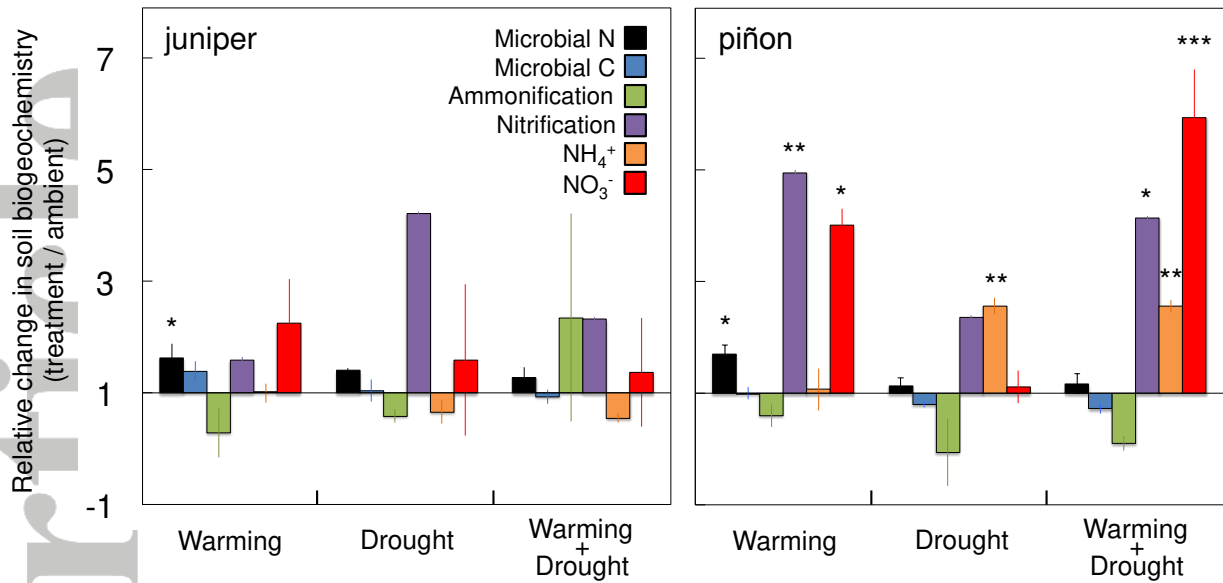 Relative change in soil biogeochemistry
(treatment / ambient)
7
5
3
1
-1
juniper
Microbial N
Microbial C
Ammonification
Nitrification
NH₄⁺
NO₃⁻
*
Warming
Drought
Warming
+
Drought
piñon
*
**
*
**
*
**
***
Warming
Drought
Warming
+
Drought